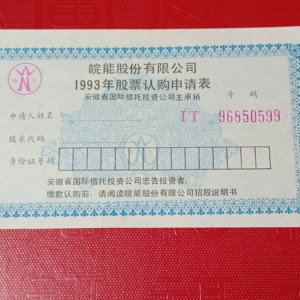 皖能股份有限公司
1993年股票认购申请表
安徽省国际信托投资公司主承销
号 码
申请人姓名
IT 96850599
股东代码
身份证号码
安徽省国际信托投资公司忠告投资者:
缴款认购前,请阅读皖能股份有限公司招股说明书